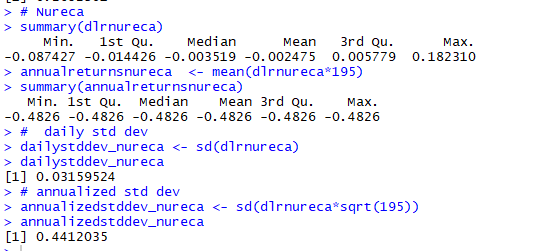 > # Nureca
> summary(dlrnureca)
Min. 1st Qu. Median Mean 3rd Qu. Max.
-0.087427 -0.014426 -0.003519 -0.002475 0.005779 0.182310
> annualreturnsnureca <- mean(dlrnureca*195)
> summary(annualreturnsnureca)
Min. 1st Qu. Median Mean 3rd Qu. Max.
-0.4826 -0.4826 -0.4826 -0.4826 -0.4826 -0.4826
> # daily std dev
> dailystddev_nureca <- sd(dlrnureca)
> dailystddev_nureca
[1] 0.03159524
> # annualized std dev
> annualizedstddev_nureca <- sd(dlrnureca*sqrt(195))
> annualizedstddev_nureca
[1] 0.4412035
>